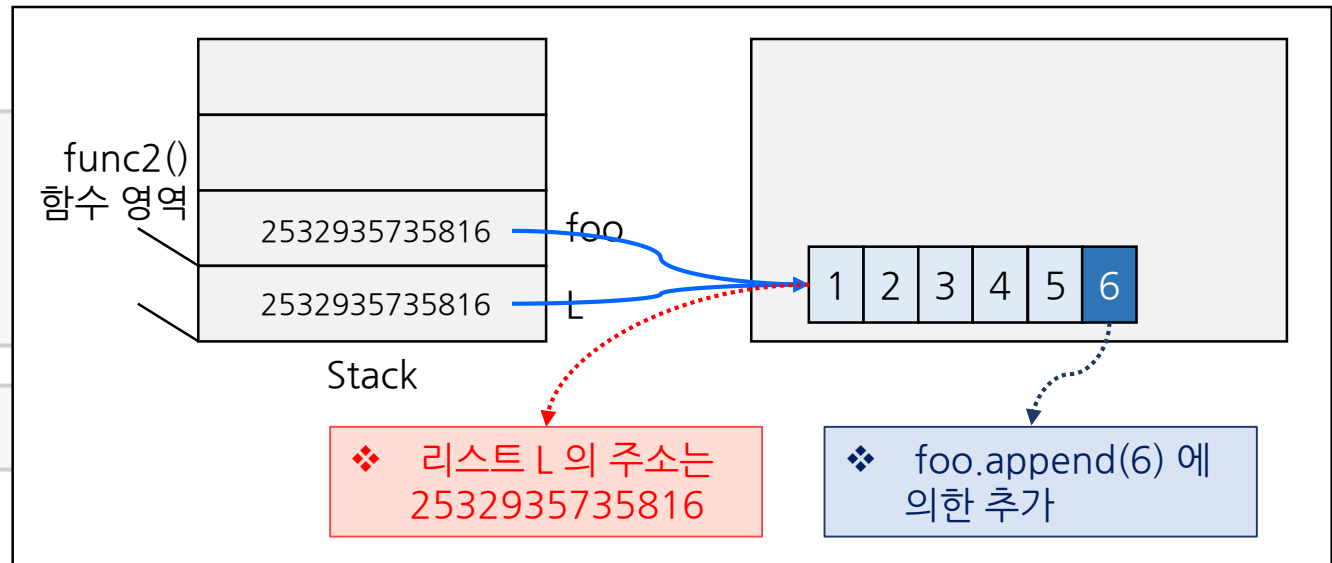 func2()
함수 영역
2532935735816
foo
2532935735816
L
1 2 3 4 5 6
Stack
❖ 리스트 L 의 주소는
2532935735816
❖ foo.append(6) 에
의한 추가